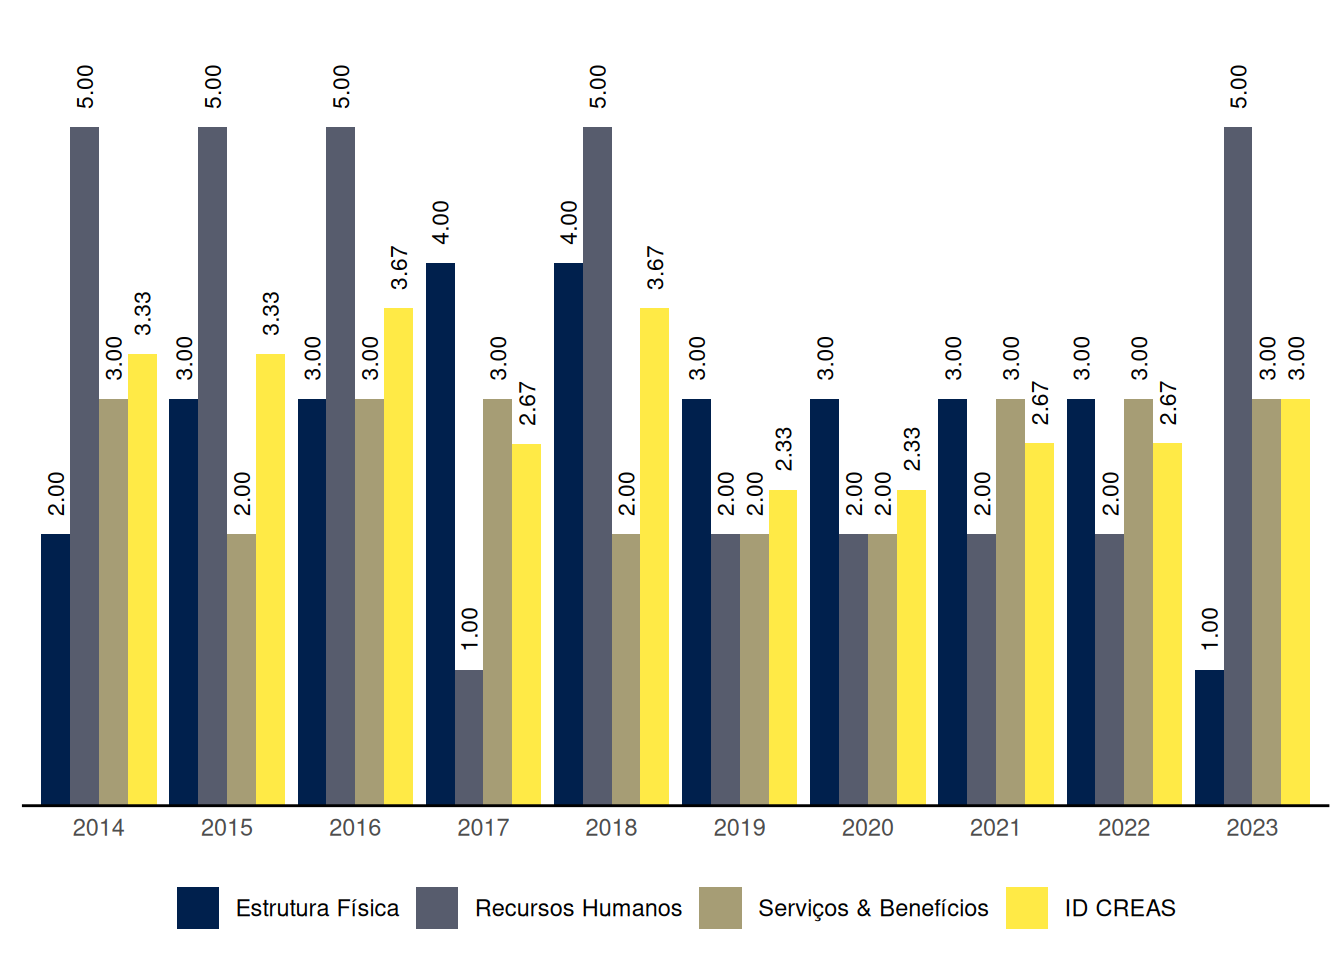 5.00 5.00 5.00 5.00 5.00
4.00 4.00
3.67 3.67
3.33 3.33
3.00 3.00 3.00 3.00 3.00 3.00 3.00 3.00 3.00 3.00 3.00 3.00 3.00
2.67 2.67 2.67
2.33 2.33
2.00 2.00 2.00 2.00 2.00 2.00 2.00 2.00 2.00
1.00 1.00
2014 2015 2016 2017 2018 2019 2020 2021 2022 2023
Estrutura Física Recursos Humanos Serviços & Benefícios ID CREAS